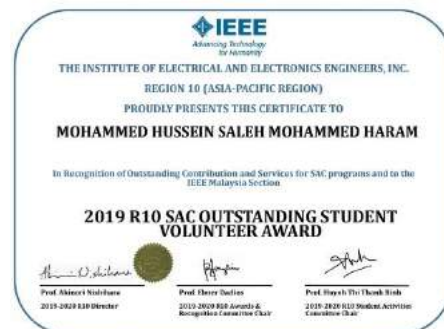 IEEE
Advancing Technology
for Humanity
THE INSTITUTE OF ELECTRICAL AND ELECTRONICS ENGINEERS, INC.
REGION 10 (ASIA-PACIFIC REGION)
PROUDLY PRESENTS THIS CERTIFICATE TO
MOHAMMED HUSSEIN SALEH MOHAMMED HARAM
In Recognition of Outstanding Contribution and Services for SAC programs and to the
IEEE Malaysia Section
2019 R10 SAC OUTSTANDING STUDENT
VOLUNTEER AWARD
Prof. Akinori Nishihara
2019-2020 R10 Director
Prof. Elmer Dadios
2019-2020 R10 Awards &
Recognition Committee Chair
Prof. Huynh Thi Thanh Binh
2019-2020 R10 Student Activities
Committee Chair